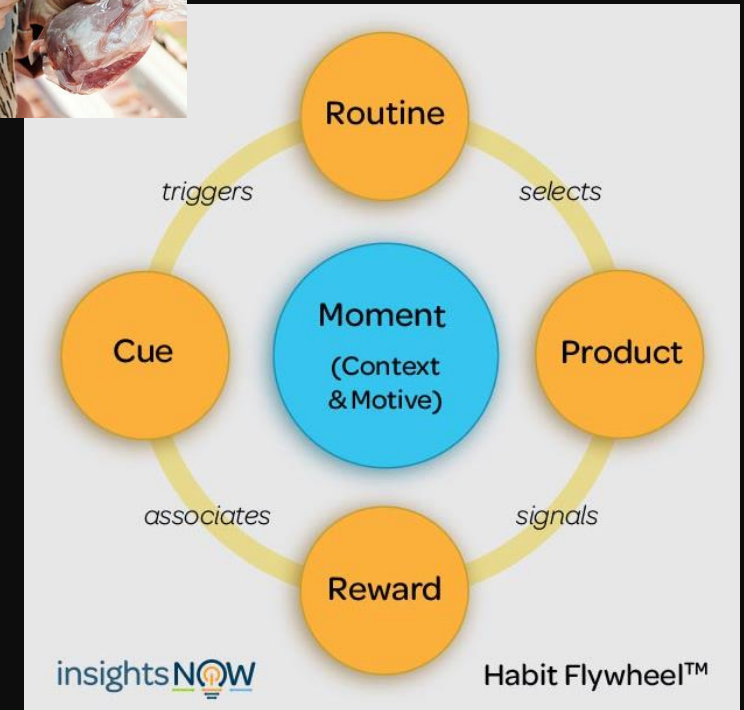 Routine
triggers
selects
Moment
(Context
& Motive)
Cue
Product
associates
signals
Reward
insightsNOW
Habit Flywheel™